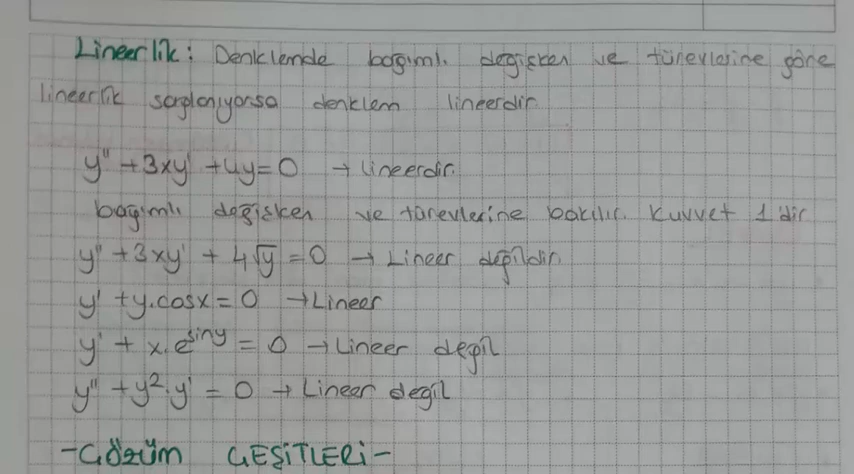 Lineerlik: Denklemde bağımlı değişken ve türevlerine göre
lineerlik sağlanıyorsa denklem lineerdir.
y'' + 3xy' + 4y = 0 → Lineerdir.
bağımlı değişken ve türevlerine bakılır. Kuvvet 1'dir
y'' + 3xy' + 4√y = 0 → Lineer değildir.
y' + y.cosx = 0 → Lineer
y' + x.e^siny = 0 → Lineer değil
y'' + y².y' = 0 → Lineer değil
-ÇÖZÜM ÇEŞİTLERİ-